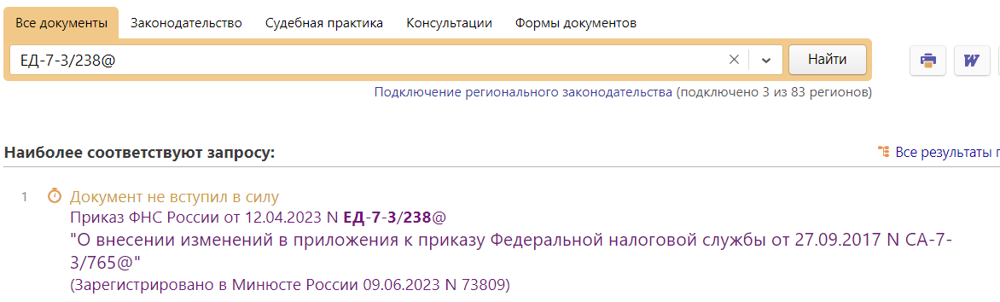 Все документы Законодательство Судебная практика Консультации Формы документов
ЕД-7-3/238@ Найти
Подключение регионального законодательства (подключено 3 из 83 регионов)
Наиболее соответствуют запросу: Все результаты п
1 Документ не вступил в силу
Приказ ФНС России от 12.04.2023 N ЕД-7-3/238@
"О внесении изменений в приложения к приказу Федеральной налоговой службы от 27.09.2017 N СА-7-
3/765@"
(Зарегистрировано в Минюсте России 09.06.2023 N 73809)